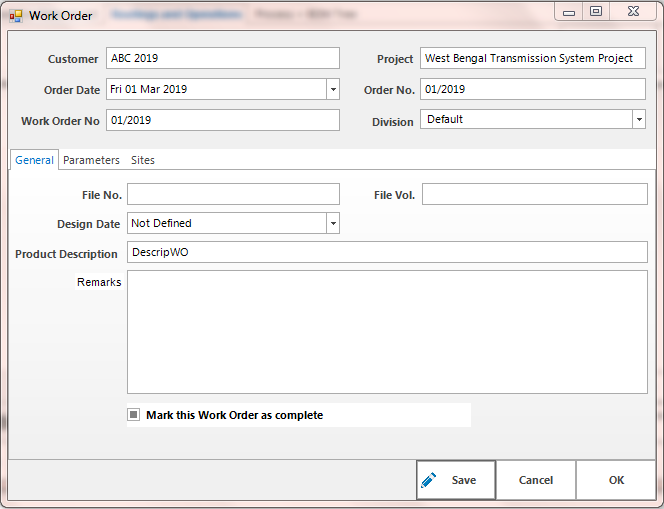 Work Order
Customer ABC 2019 Project West Bengal Transmission System Project
Order Date Fri 01 Mar 2019 Order No. 01/2019
Work Order No 01/2019 Division Default
General Parameters Sites
File No. File Vol.
Design Date Not Defined
Product Description DescripWO
Remarks
Mark this Work Order as complete
Save Cancel OK